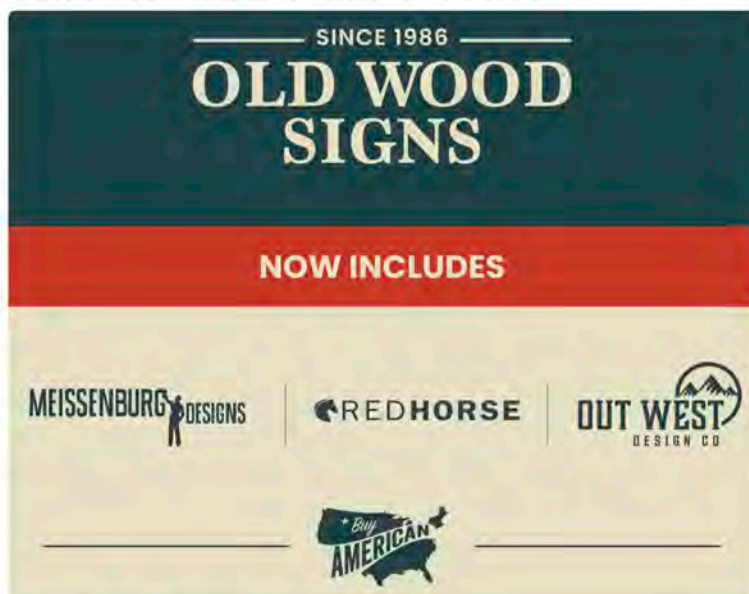 SINCE 1986
OLD WOOD
SIGNS
NOW INCLUDES
MEISSENBURG DESIGNS
REDHORSE
OUT WEST
DESIGN CO
Buy
AMERICAN